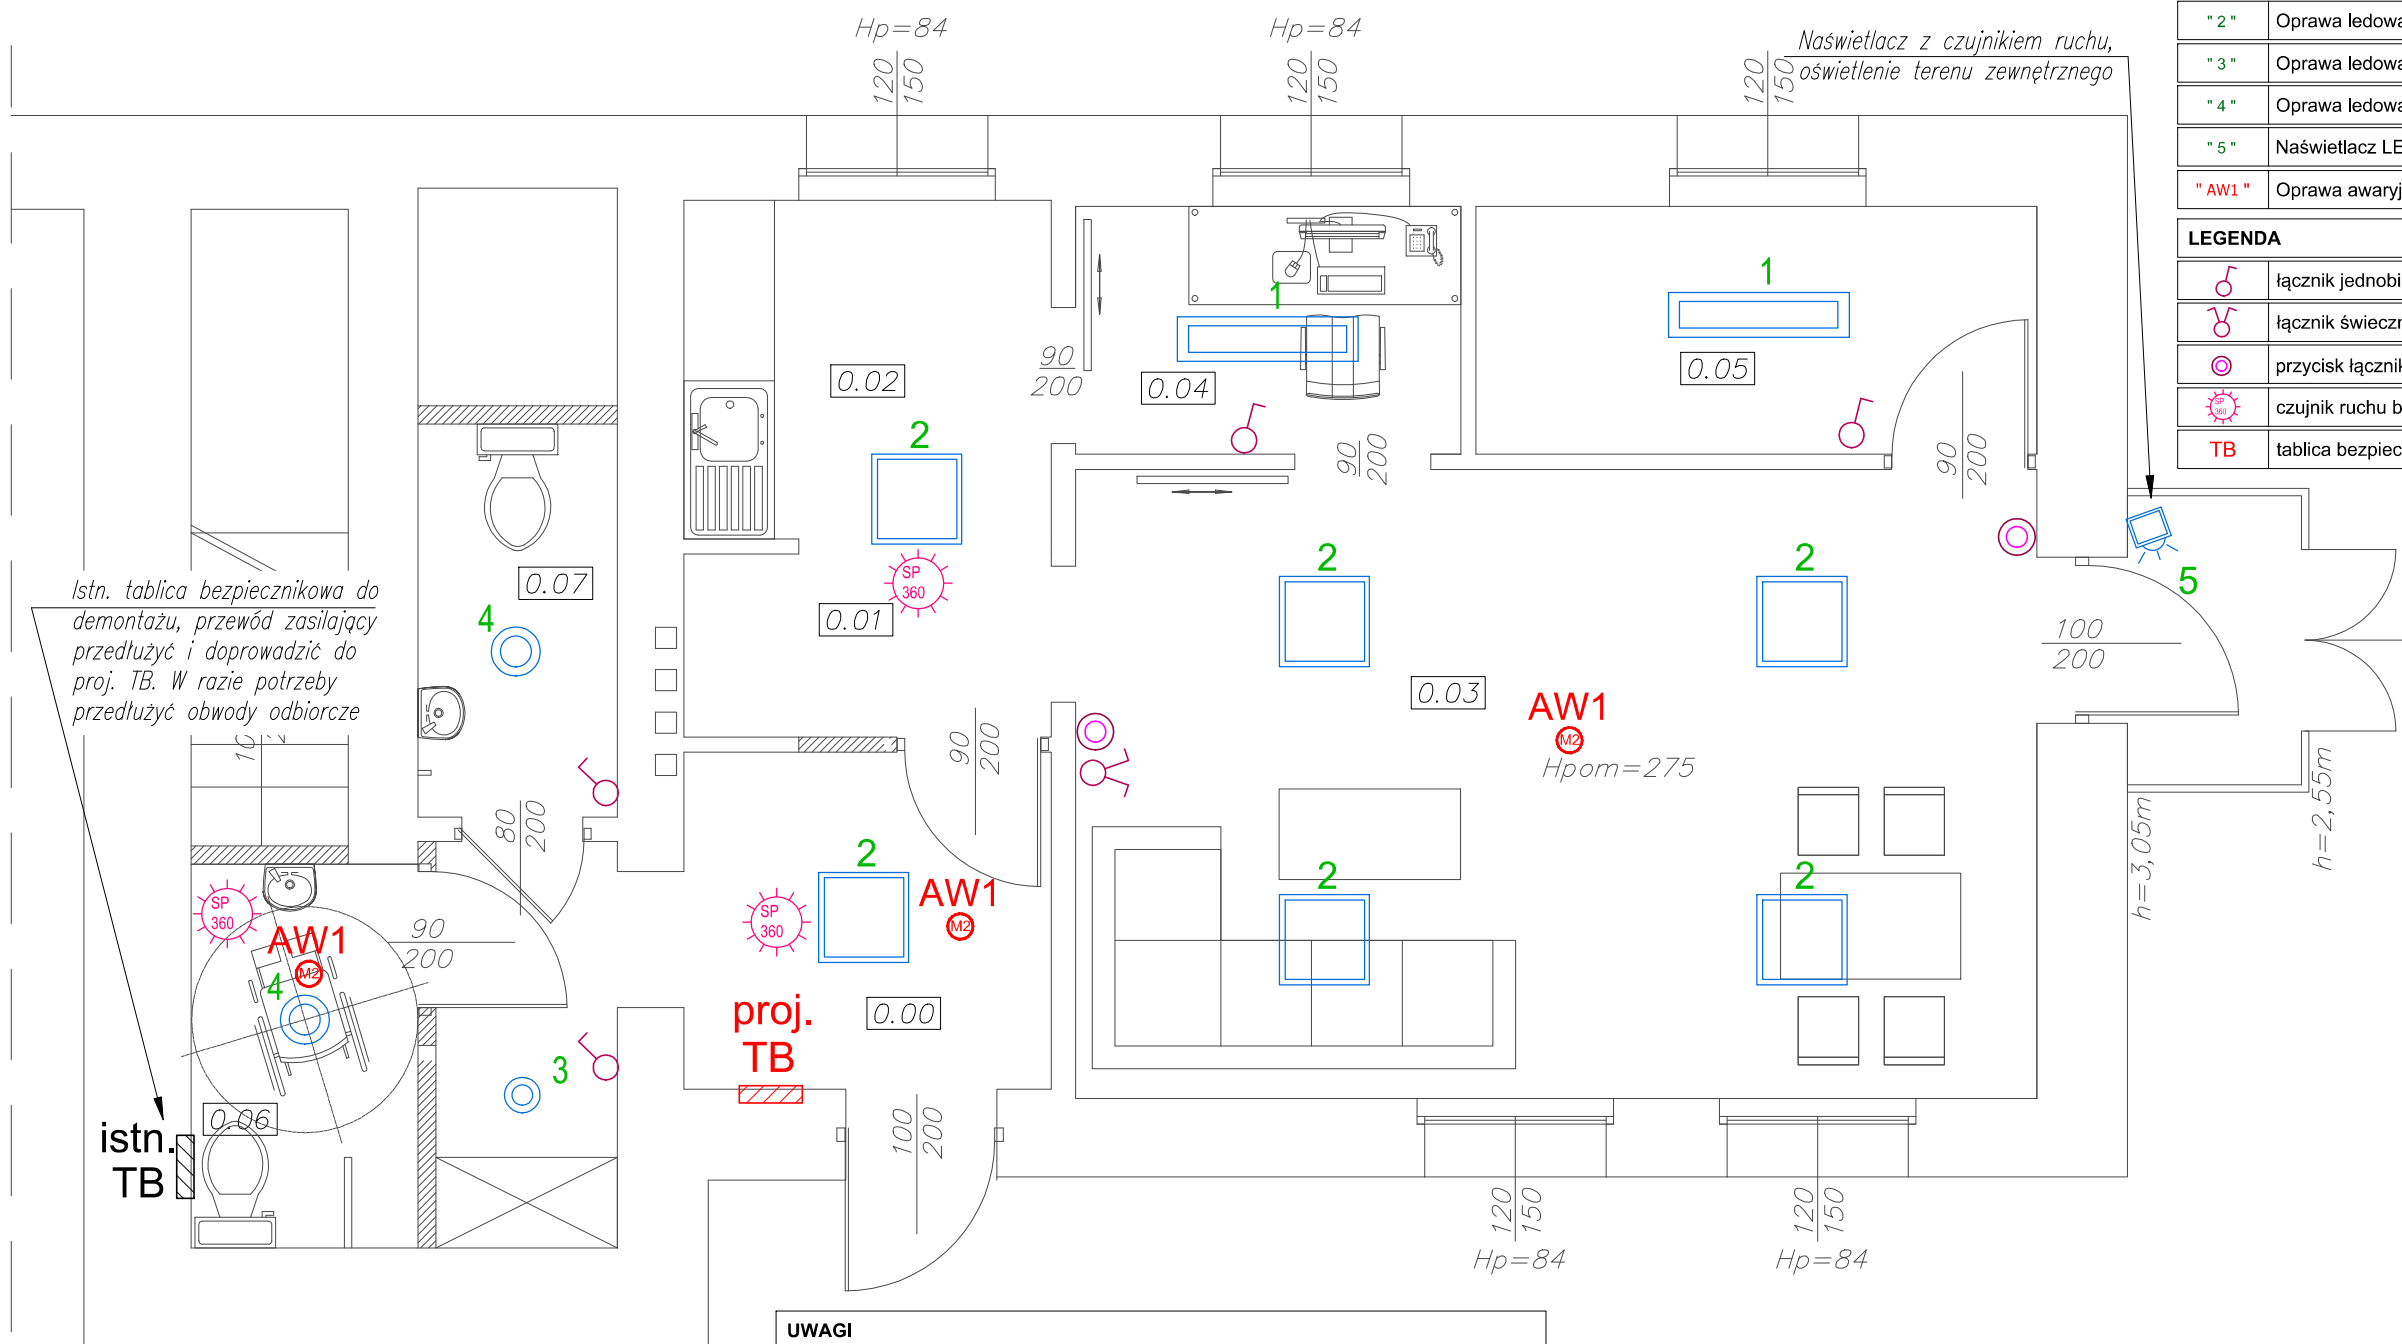 Hp=84
Hp=84
120
150
120
150
120
150
Naświetlacz z czujnikiem ruchu,
oświetlenie terenu zewnętrznego
" 2 " Oprawa ledowa
" 3 " Oprawa ledowa
" 4 " Oprawa ledowa
" 5 " Naświetlacz LE
" AW1 " Oprawa awaryj
LEGENDA
łącznik jednobi
łącznik świeczn
przycisk łącznik
SP
360
czujnik ruchu b
TB tablica bezpiec
1
1
0.02
90
200
0.04
0.05
2
90
200
90
200
SP
360
0.07
0.01
2
2
5
Istn. tablica bezpiecznikowa do
demontażu, przewód zasilający
przedłużyć i doprowadzić do
proj. TB. W razie potrzeby
przedłużyć obwody odbiorcze
4
100
200
0.03
AW1
M2
Hpom=275
90
200
80
200
2
AW1
M2
2
2
h=3,05m
h=2,55m
SP
360
SP
360
AW1
M2
4
90
200
0.00
proj.
TB
3
0.06
istn.
TB
100
200
120
150
120
150
Hp=84
Hp=84
UWAGI